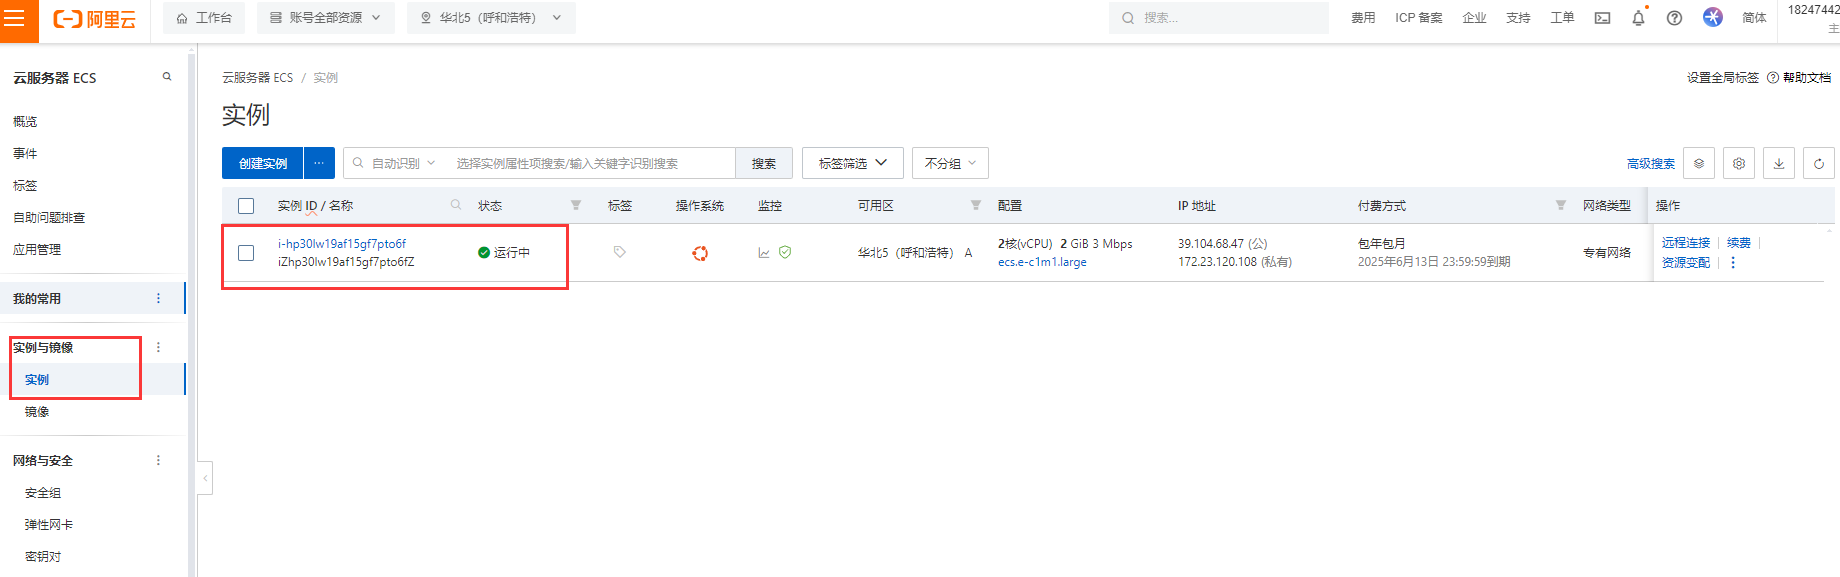 阿里云
工作台
账号全部资源
华北5（呼和浩特）
搜索...
费用
ICP 备案
企业
支持
工单
简体
18247442
主
云服务器 ECS
概览
事件
标签
自助问题排查
应用管理
我的常用
实例与镜像
实例
镜像
网络与安全
安全组
弹性网卡
密钥对
云服务器 ECS / 实例
设置全局标签
帮助文档
实例
创建实例
···
自动识别
选择实例属性项搜索/输入关键字识别搜索
搜索
标签筛选
不分组
高级搜索
实例 ID / 名称
状态
标签
操作系统
监控
可用区
配置
IP 地址
付费方式
网络类型
操作
i-hp30lw19af15gf7pto6f
iZhp30lw19af15gf7pto6fZ
运行中
华北5（呼和浩特） A
2核(vCPU) 2 GiB 3 Mbps
ecs.e-c1m1.large
39.104.68.47 (公)
172.23.120.108 (私有)
包年包月
2025年6月13日 23:59:59到期
专有网络
远程连接 | 续费 |
资源变配 |